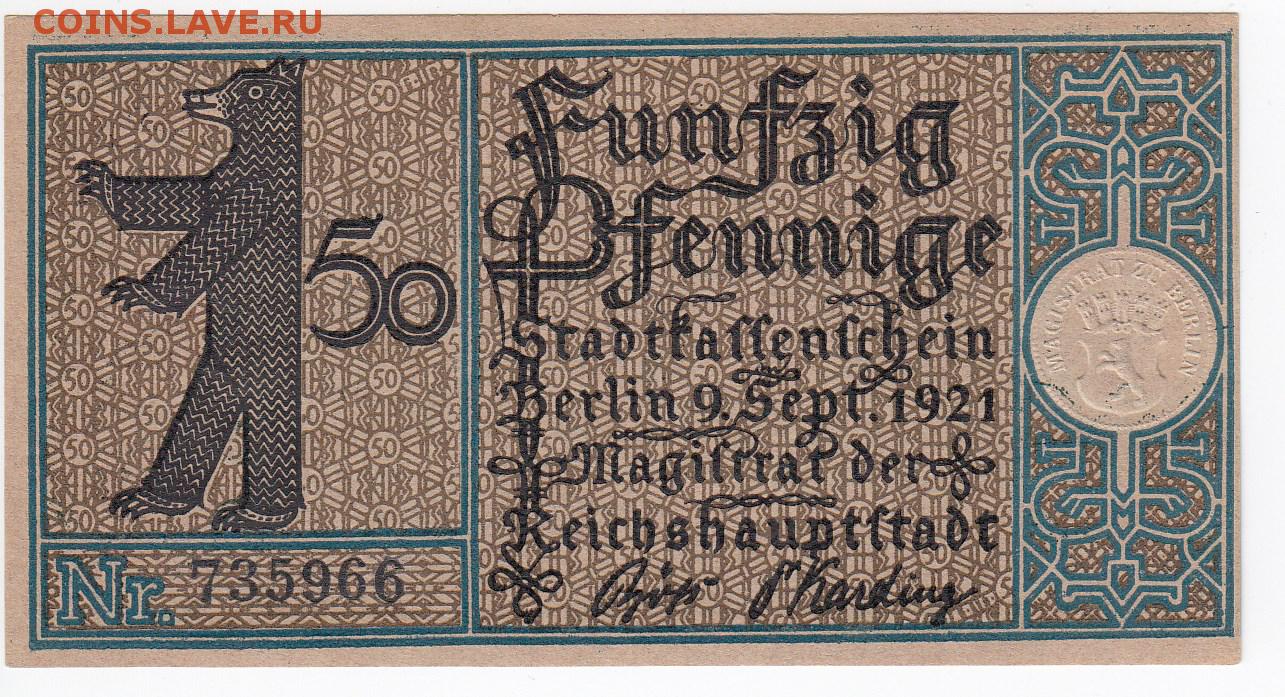 COINS.LAVE.RU
50
Funfzig
Pfennige
Stadtkassenschein
Berlin 9. Sept. 1921
Magistrat der
Reichshauptstadt
Nr. 735966
MAGISTRAT ZU BERLIN